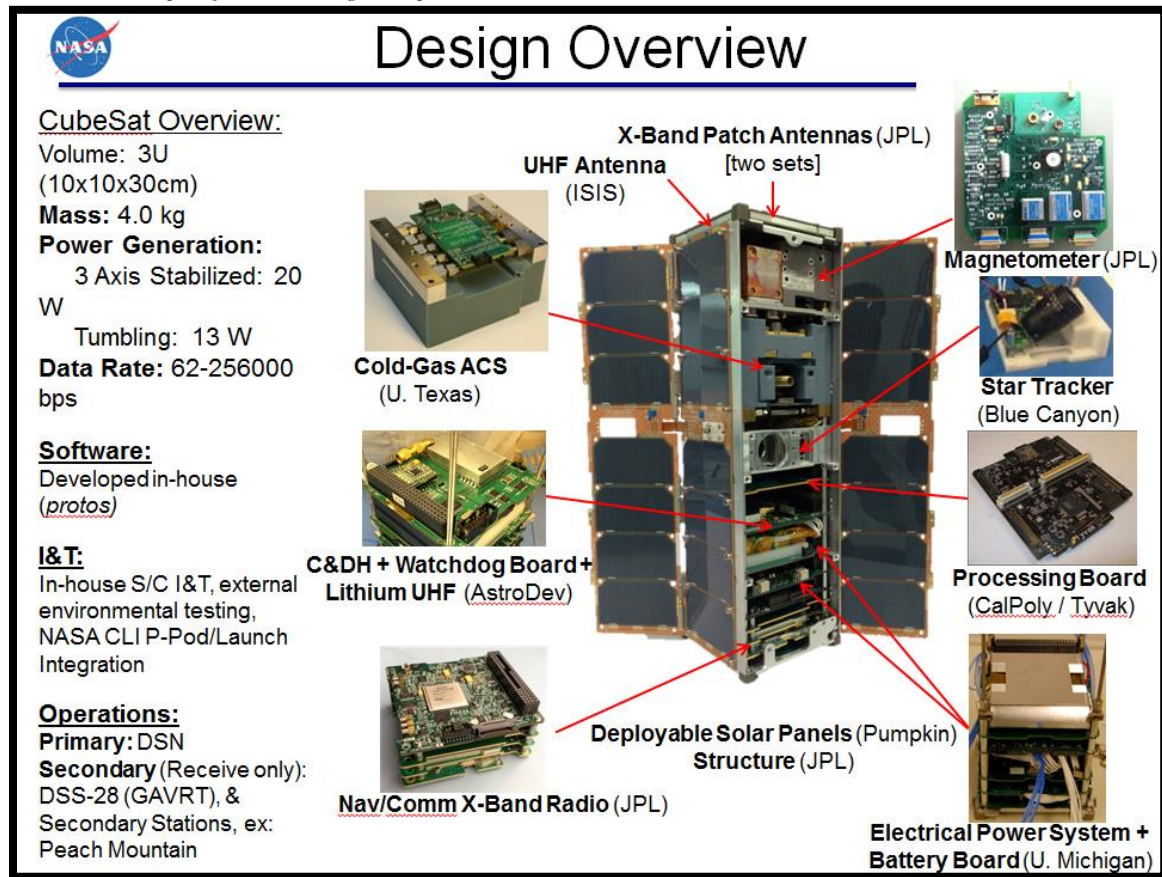 NASA
Design Overview
CubeSat Overview:
Volume: 3U
(10x10x30cm)
Mass: 4.0 kg
Power Generation:
3 Axis Stabilized: 20
W
Tumbling: 13 W
Data Rate: 62-256000
bps
Software:
Developed in-house
(protos)
I&T:
In-house S/C I&T, external
environmental testing,
NASA CLI P-Pod/Launch
Integration
Operations:
Primary: DSN
Secondary (Receive only):
DSS-28 (GAVRT), &
Secondary Stations, ex:
Peach Mountain
X-Band Patch Antennas (JPL)
[two sets]
UHF Antenna
(ISIS)
Cold-Gas ACS
(U. Texas)
C&DH + Watchdog Board +
Lithium UHF (AstroDev)
Nav/Comm X-Band Radio (JPL)
Deployable Solar Panels (Pumpkin)
Structure (JPL)
Magnetometer (JPL)
Star Tracker
(Blue Canyon)
Processing Board
(CalPoly / Tyvak)
Electrical Power System +
Battery Board (U. Michigan)